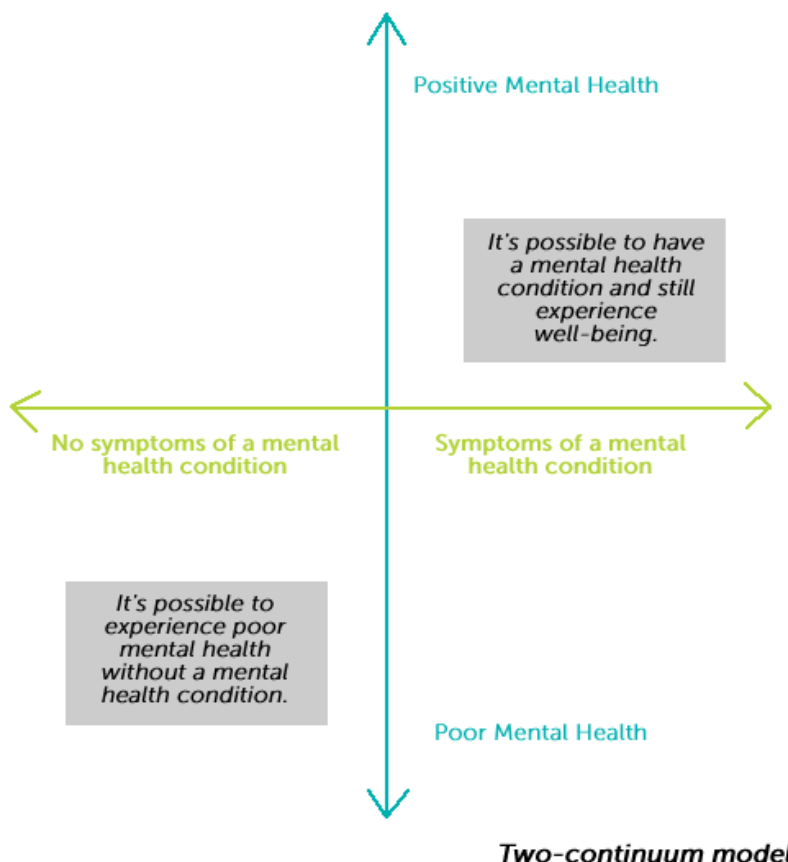 Positive Mental Health
It's possible to have
a mental health
condition and still
experience
well-being.
No symptoms of a mental
health condition
Symptoms of a mental
health condition
It's possible to
experience poor
mental health
without a mental
health condition.
Poor Mental Health
Two-continuum model